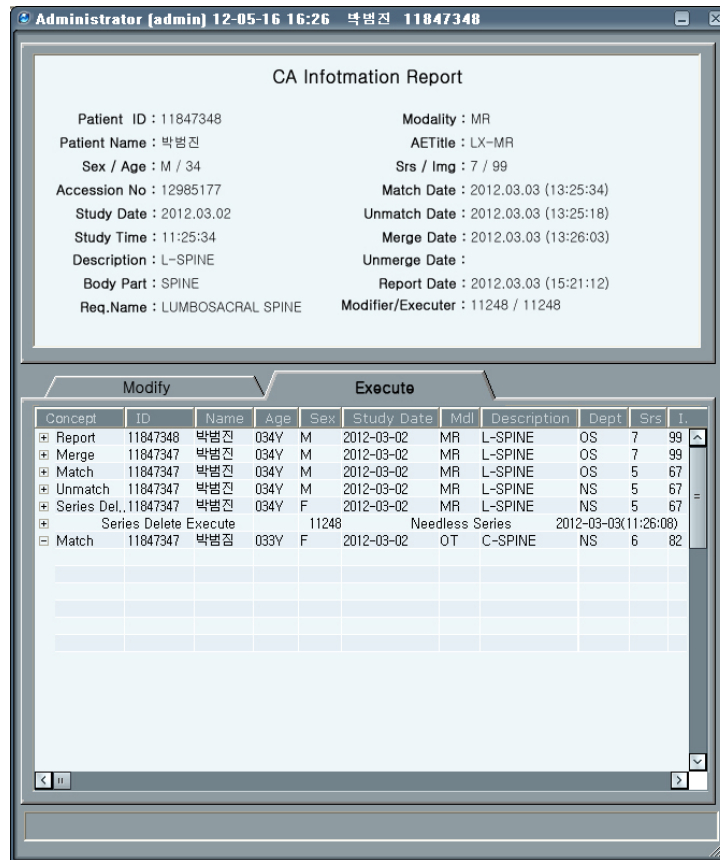 Administrator (admin) 12-05-16 16:26 박범진 11847348
CA Infotmation Report
Patient ID : 11847348
Patient Name : 박범진
Sex / Age : M / 34
Accession No : 12985177
Study Date : 2012.03.02
Study Time : 11:25:34
Description : L-SPINE
Body Part : SPINE
Req.Name : LUMBOSACRAL SPINE
Modality : MR
AETitle : LX-MR
Srs / Img : 7 / 99
Match Date : 2012.03.03 (13:25:34)
Unmatch Date : 2012.03.03 (13:25:18)
Merge Date : 2012.03.03 (13:26:03)
Unmerge Date :
Report Date : 2012.03.03 (15:21:12)
Modifier/Executer : 11248 / 11248
Modify Execute
Concept ID Name Age Sex Study Date Mdl Description Dept Srs I.
Report 11847348 박범진 034Y M 2012-03-02 MR L-SPINE OS 7 99
Merge 11847347 박범진 034Y M 2012-03-02 MR L-SPINE OS 7 99
Match 11847347 박범진 034Y M 2012-03-02 MR L-SPINE OS 5 67
Unmatch 11847347 박범진 034Y M 2012-03-02 MR L-SPINE NS 5 67
Series Del.. 11847347 박범진 034Y F 2012-03-02 MR L-SPINE NS 5 67
Series Delete Execute 11248 Needless Series 2012-03-03(11:26:08)
Match 11847347 박범짐 033Y F 2012-03-02 OT C-SPINE NS 6 82